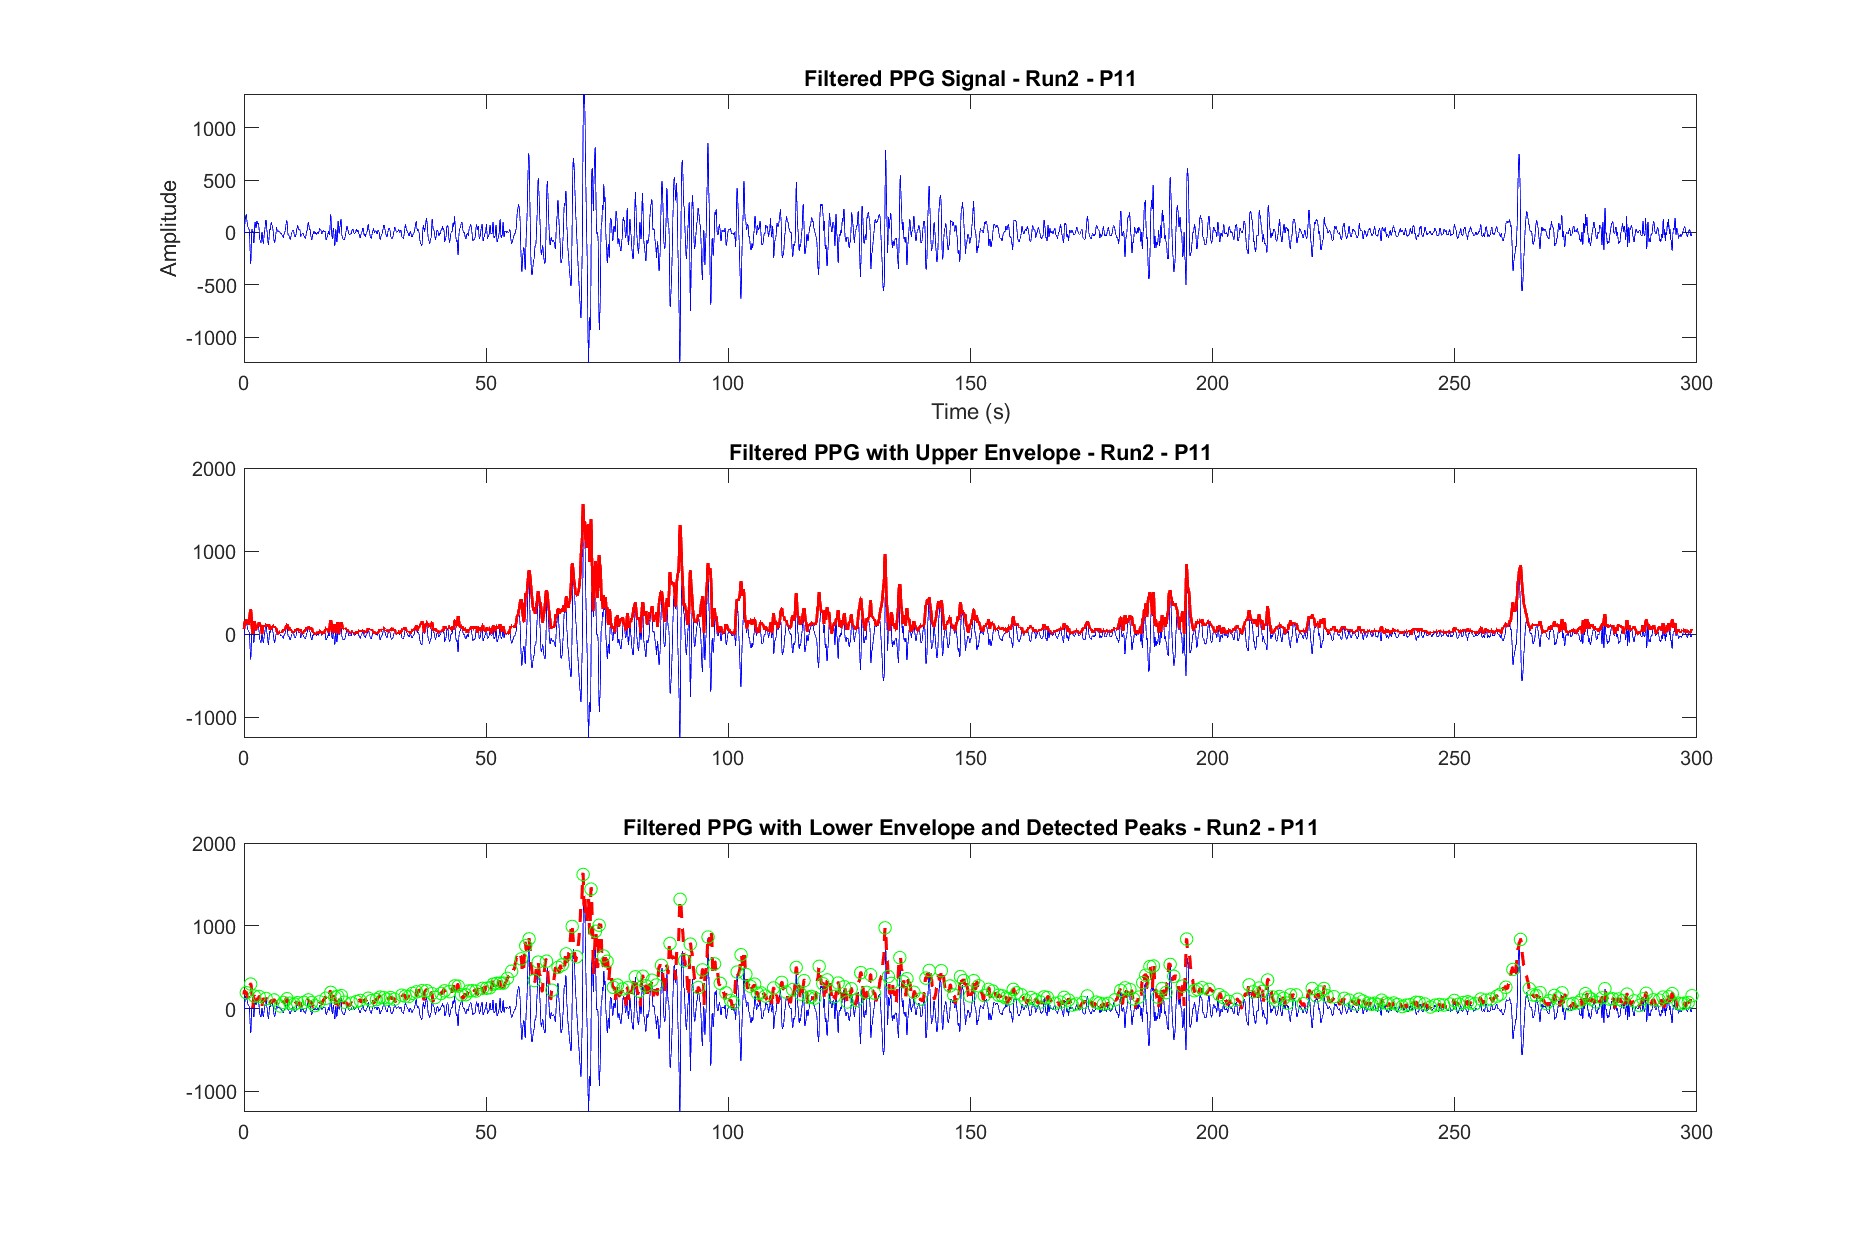 Filtered PPG Signal - Run2 - P11
1000
500
0
-500
-1000
Amplitude
0 50 100 150 200 250 300
Time (s)
Filtered PPG with Upper Envelope - Run2 - P11
2000
1000
0
-1000
0 50 100 150 200 250 300
Filtered PPG with Lower Envelope and Detected Peaks - Run2 - P11
2000
1000
0
-1000
0 50 100 150 200 250 300